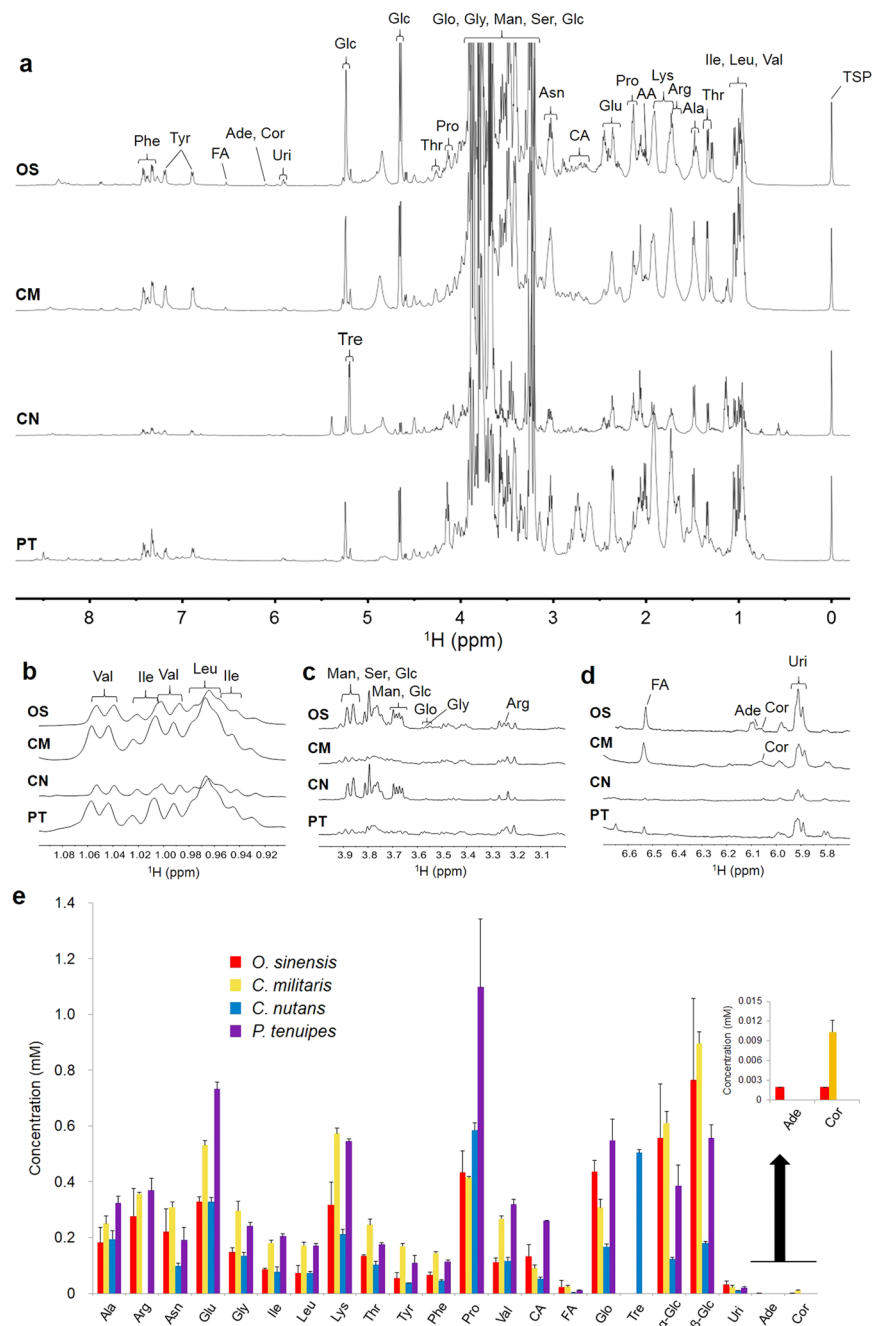 a
Glc
Glc
Glo, Gly, Man, Ser, Glc
Asn
CA
Glu
Pro
AA
Lys
Arg
Ala
Thr
Ile, Leu, Val
TSP
Phe
Tyr
FA
Ade, Cor
Uri
Thr
Pro
OS
CM
Tre
CN
PT
8 7 6 5 4 3 2 1 0
1H (ppm)
b
Val Ile Val Leu Ile
OS
CM
CN
PT
1.08 1.06 1.04 1.02 1.00 0.96 0.94 0.92
1H (ppm)
c
Man, Ser, Glc
Man, Glc
Glo
Gly
Arg
OS
CM
CN
PT
3.9 3.8 3.7 3.6 3.5 3.4 3.3 3.2 3.1
1H (ppm)
d
FA
Ade
Cor
Uri
OS
Cor
CM
CN
PT
6.6 6.5 6.4 6.3 6.2 6.1 6.0 5.9 5.8
1H (ppm)
e
Concentration (mM)
1.4
1.2
1.0
0.8
0.6
0.4
0.2
0
O. sinensis
C. militaris
C. nutans
P. tenuipes
Concentration (mM)
0.015
0.012
0.009
0.006
0.003
0
Ade Cor
Ala Arg Asn Glu Gly Ile Leu Lys Thr Tyr Phe Pro Val CA FA Glo Tre α-Glc β-Glc Uri Ade Cor